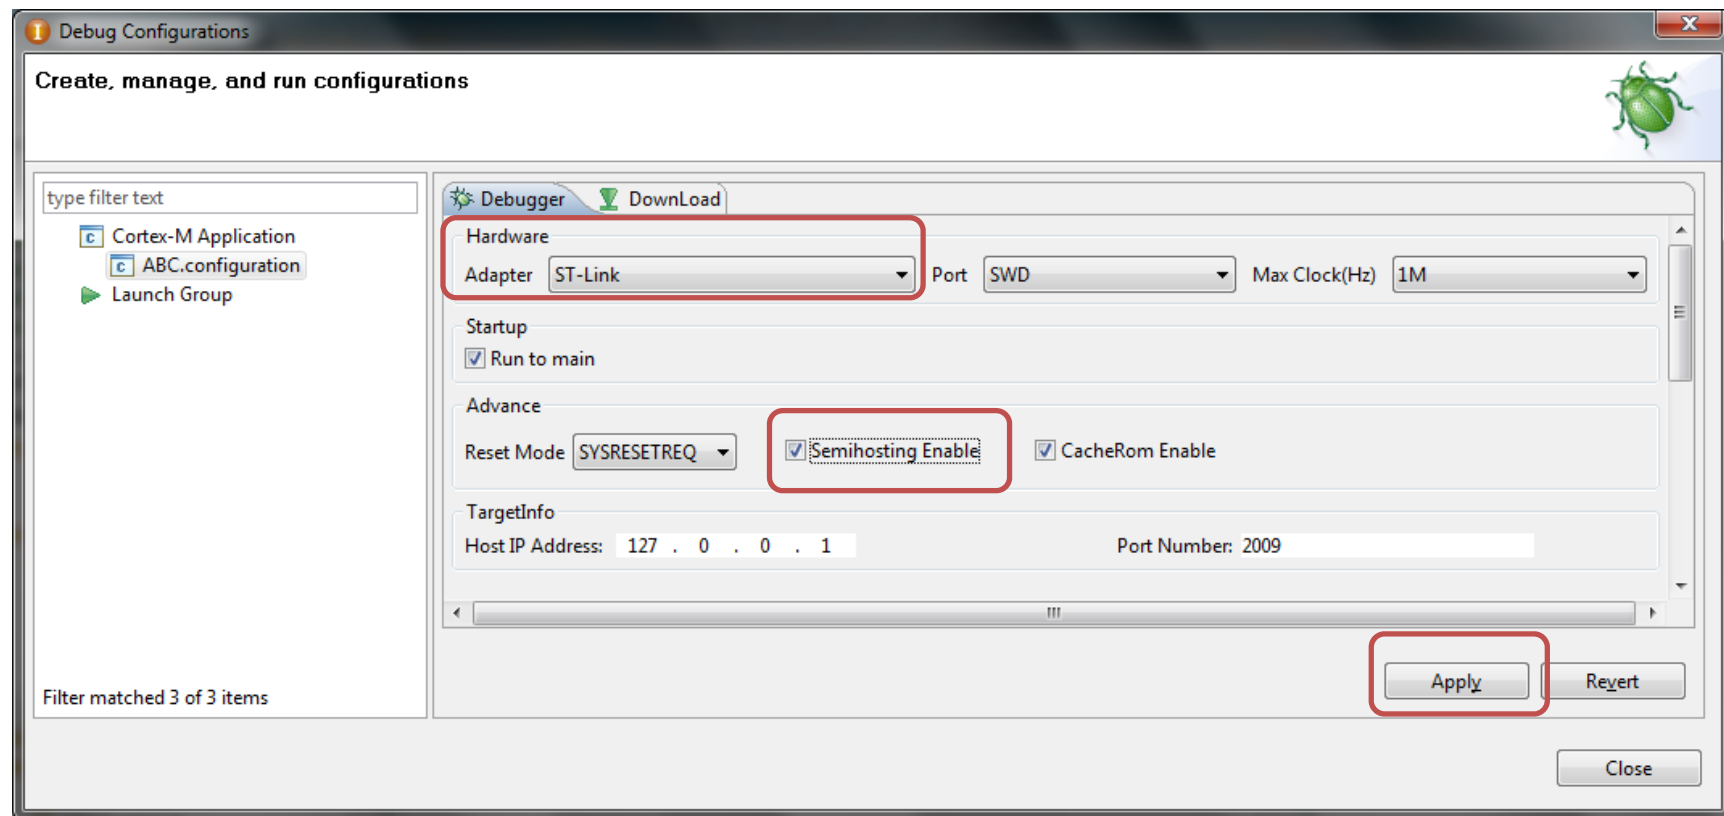 Debug Configurations
Create, manage, and run configurations
type filter text
Cortex-M Application
ABC.configuration
Launch Group
Filter matched 3 of 3 items
Debugger DownLoad
Hardware
Adapter ST-Link Port SWD Max Clock(Hz) 1M
Startup
Run to main
Advance
Reset Mode SYSRESETREQ Semihosting Enable CacheRom Enable
TargetInfo
Host IP Address: 127 . 0 . 0 . 1 Port Number: 2009
Apply Revert
Close